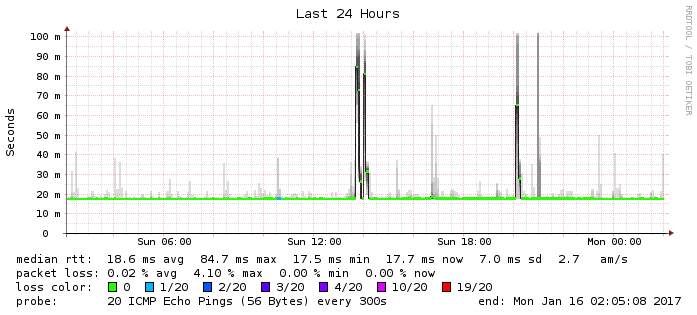 Last 24 Hours
RRDTOOL / TOBI OETIKER
Seconds
100 m
90 m
80 m
70 m
60 m
50 m
40 m
30 m
20 m
10 m
0
Sun 06:00 Sun 12:00 Sun 18:00 Mon 00:00
median rtt: 18.6 ms avg 84.7 ms max 17.5 ms min 17.7 ms now 7.0 ms sd 2.7 am/s
packet loss: 0.02 % avg 4.10 % max 0.00 % min 0.00 % now
loss color: 0 1/20 2/20 3/20 4/20 10/20 19/20
probe: 20 ICMP Echo Pings (56 Bytes) every 300s end: Mon Jan 16 02:05:08 2017